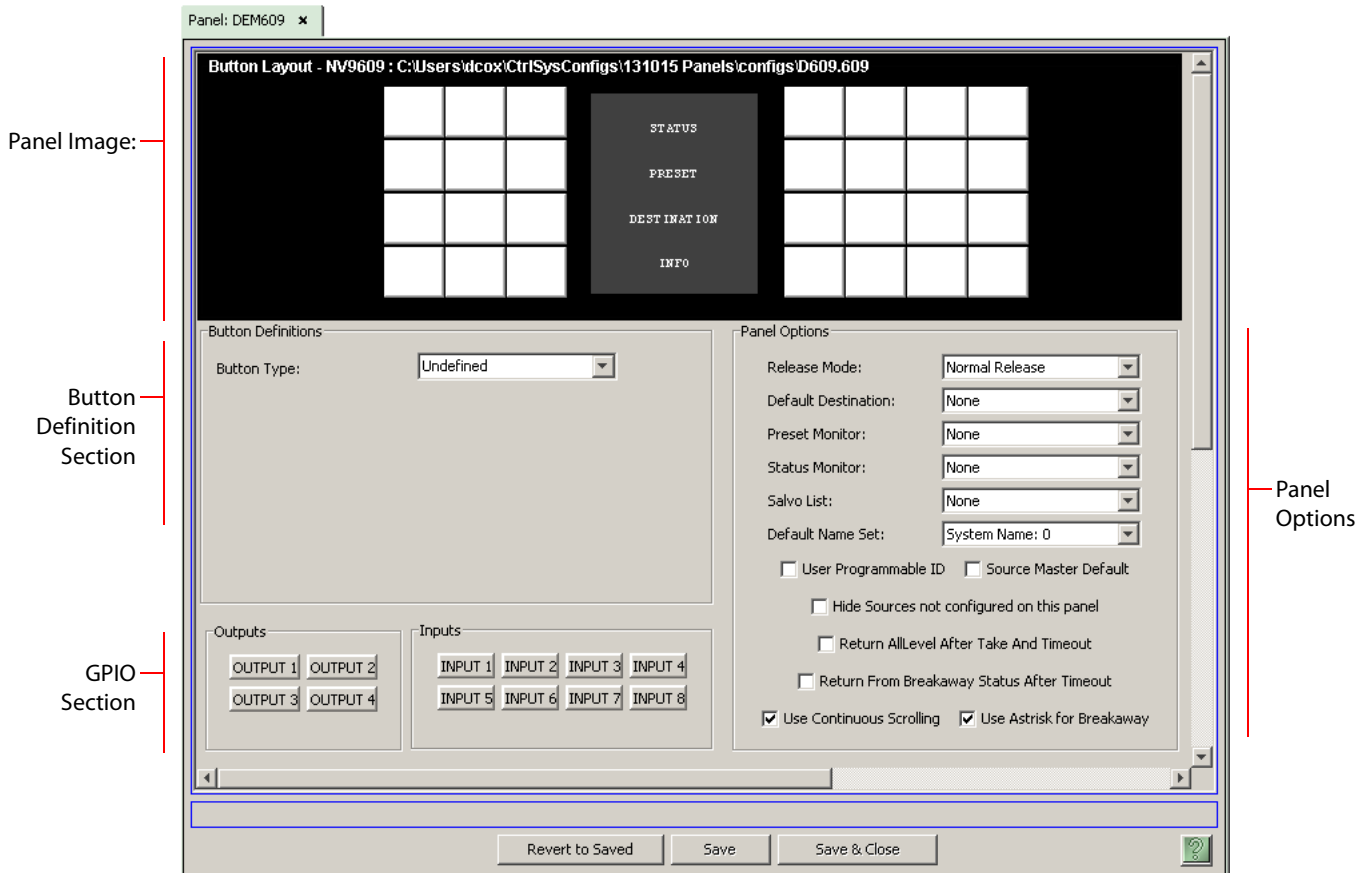 Panel: DEM609 ×
Button Layout - NV9609 : C:\Users\dcox\CtrlSysConfigs\131015 Panels\configs\D609.609
Panel Image:
STATUS
PRESET
DESTINATION
INFO
Button Definitions
Button Type: Undefined
Button
Definition
Section
Panel Options
Release Mode: Normal Release
Default Destination: None
Preset Monitor: None
Status Monitor: None
Salvo List: None
Default Name Set: System Name: 0
User Programmable ID Source Master Default
Hide Sources not configured on this panel
Return AllLevel After Take And Timeout
Return From Breakaway Status After Timeout
Use Continuous Scrolling Use Astrisk for Breakaway
Panel
Options
Outputs
OUTPUT 1 OUTPUT 2
OUTPUT 3 OUTPUT 4
Inputs
INPUT 1 INPUT 2 INPUT 3 INPUT 4
INPUT 5 INPUT 6 INPUT 7 INPUT 8
GPIO
Section
Revert to Saved Save Save & Close ?